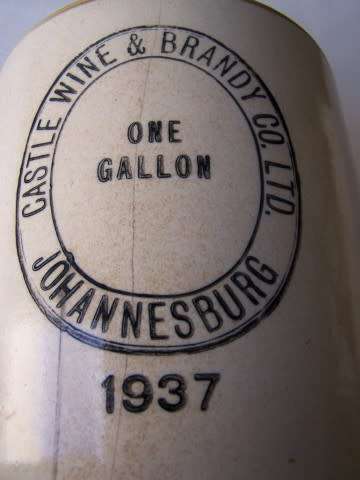 CASTLE WINE & BRANDY CO. LTD.
ONE
GALLON
JOHANNESBURG
1937